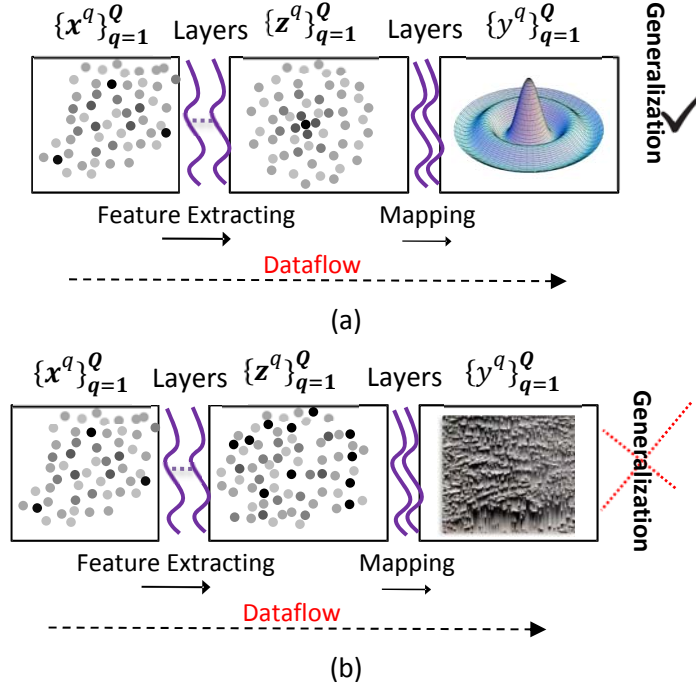 {x^q}_{q=1}^Q Layers {z^q}_{q=1}^Q Layers {y^q}_{q=1}^Q
Generalization
Feature Extracting Mapping
Dataflow
(a)
{x^q}_{q=1}^Q Layers {z^q}_{q=1}^Q Layers {y^q}_{q=1}^Q
Generalization
Feature Extracting Mapping
Dataflow
(b)